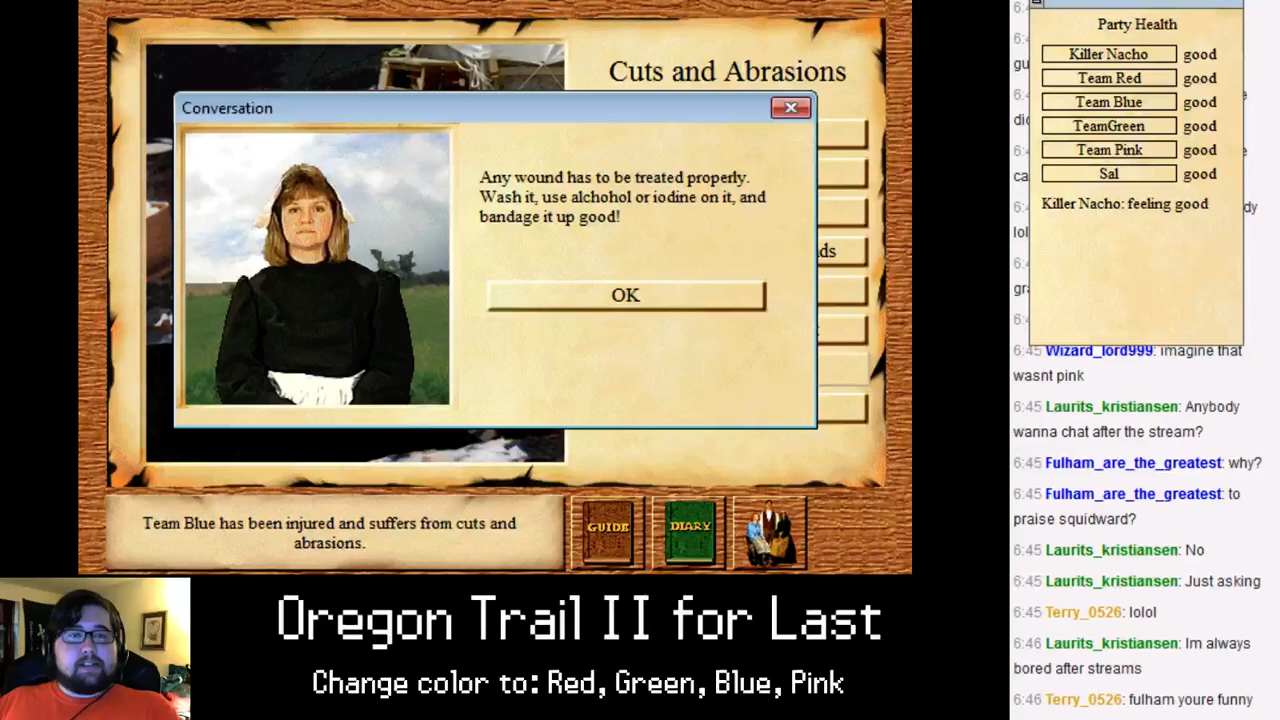 Cuts and Abrasions
Conversation
Any wound has to be treated properly.
Wash it, use alchohol or iodine on it, and
bandage it up good!
OK
ds
Team Blue has been injured and suffers from cuts and
abrasions.
GUIDE
DIARY
Oregon Trail II for Last
Change color to: Red, Green, Blue, Pink
Party Health
Killer Nacho good
Team Red good
Team Blue good
TeamGreen good
Team Pink good
Sal good
Killer Nacho: feeling good
6:45 Wizard_lord999: imagine that
wasnt pink
6:45 Laurits_kristiansen: Anybody
wanna chat after the stream?
6:45 Fulham_are_the_greatest: why?
6:45 Fulham_are_the_greatest: to
praise squidward?
6:45 Laurits_kristiansen: No
6:45 Laurits_kristiansen: Just asking
6:45 Terry_0526: lolol
6:46 Laurits_kristiansen: Im always
bored after streams
6:46 Terry_0526: fulham youre funny